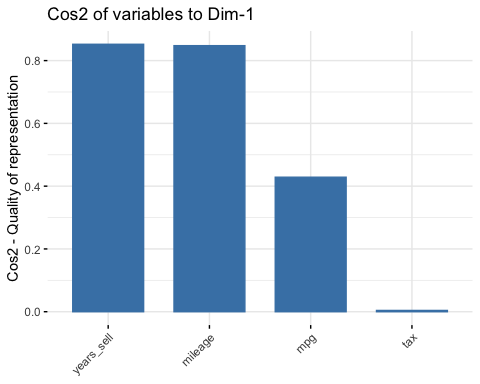 Cos2 of variables to Dim-1
Cos2 - Quality of representation
0.8
0.6
0.4
0.2
0.0
years_sell
mileage
mpg
tax